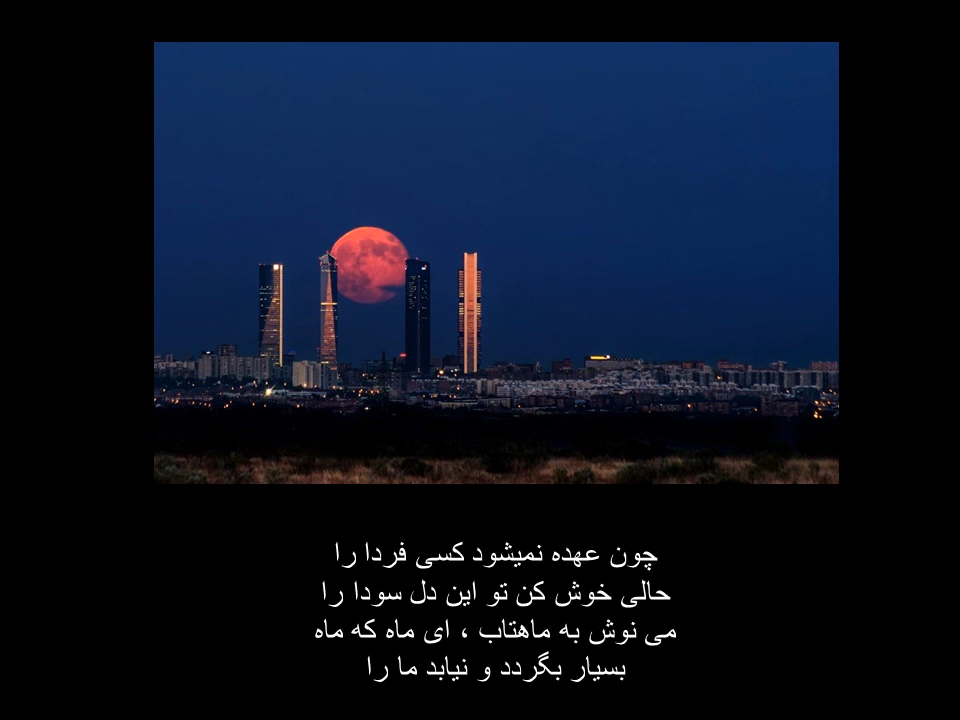 چون عهده نمیشود کسی فردا را
حالی خوش کن تو این دل سودا را
می نوش به ماهتاب ، ای ماه که ماه
بسیار بگردد و نیابد ما را